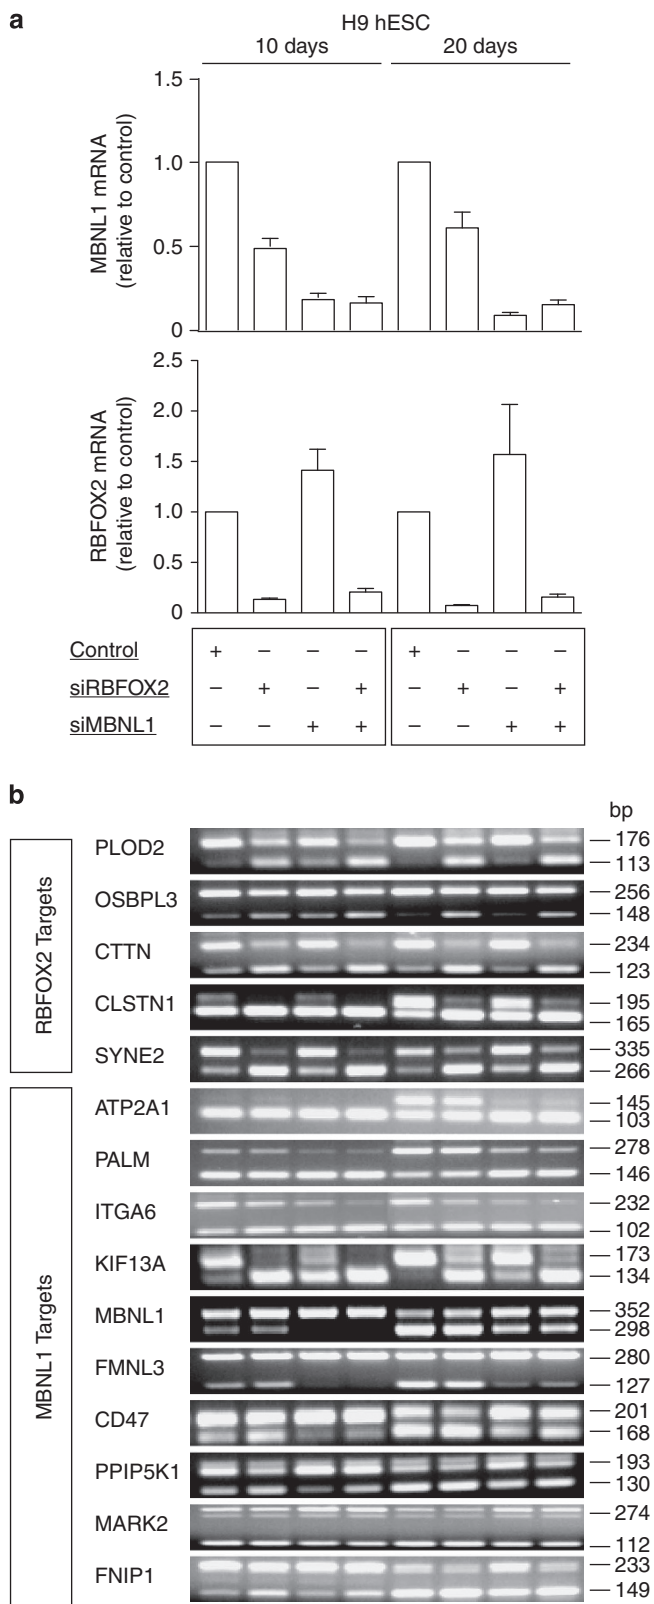 a
H9 hESC
10 days 20 days
MBNL1 mRNA
(relative to control)
1.5
1.0
0.5
0
RBFOX2 mRNA
(relative to control)
2.5
2.0
1.5
1.0
0.5
0
Control + – – – + – – –
siRBFOX2 – + – + – + – +
siMBNL1 – – + + – – + +
b
bp
RBFOX2 Targets
PLOD2 176
113
OSBPL3 256
148
CTTN 234
123
CLSTN1 195
165
SYNE2 335
266
MBNL1 Targets
ATP2A1 145
103
PALM 278
146
ITGA6 232
102
KIF13A 173
134
MBNL1 352
298
FMNL3 280
127
CD47 201
168
PPIP5K1 193
130
MARK2 274
112
FNIP1 233
149